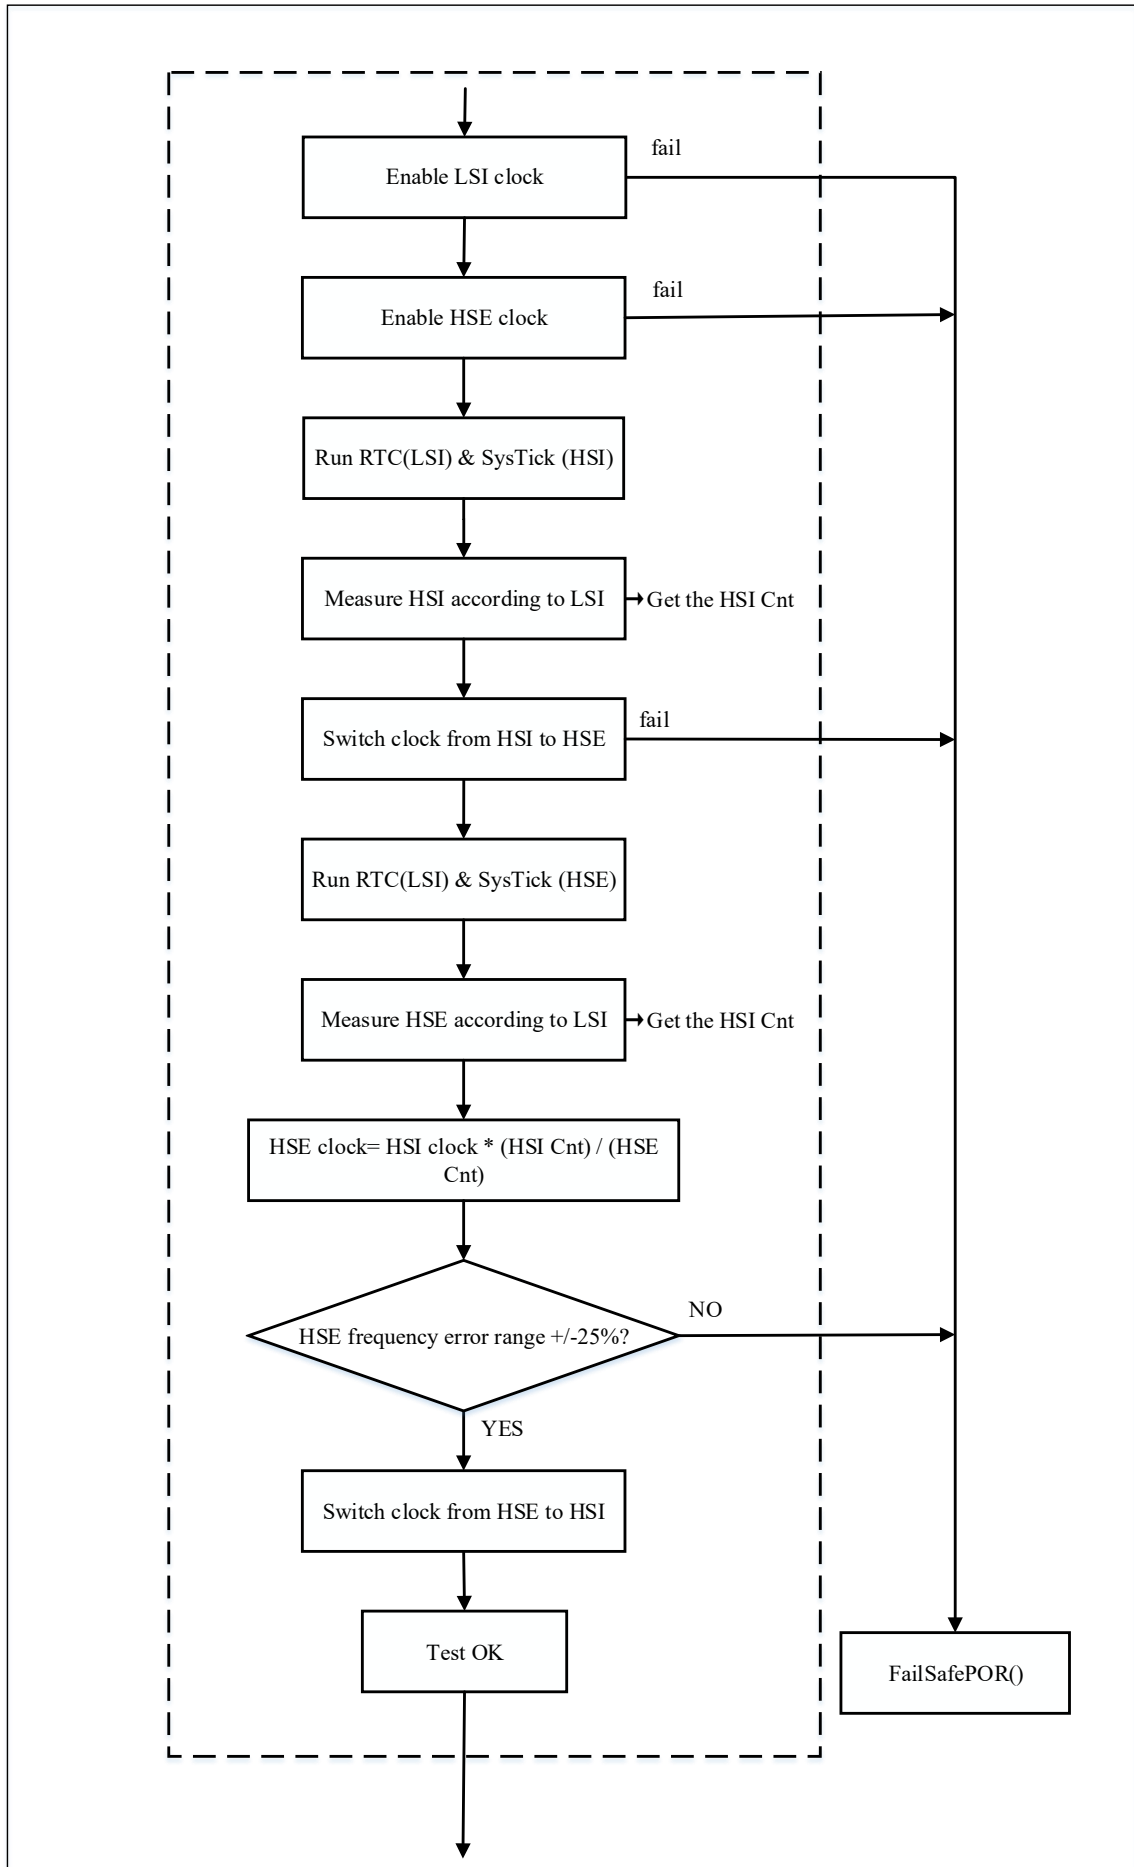 Enable LSI clock
fail
Enable HSE clock
fail
Run RTC(LSI) & SysTick (HSI)
Measure HSI according to LSI
Get the HSI Cnt
Switch clock from HSI to HSE
fail
Run RTC(LSI) & SysTick (HSE)
Measure HSE according to LSI
Get the HSI Cnt
HSE clock= HSI clock * (HSI Cnt) / (HSE
Cnt)
HSE frequency error range +/-25%?
NO
YES
Switch clock from HSE to HSI
Test OK
FailSafePOR()